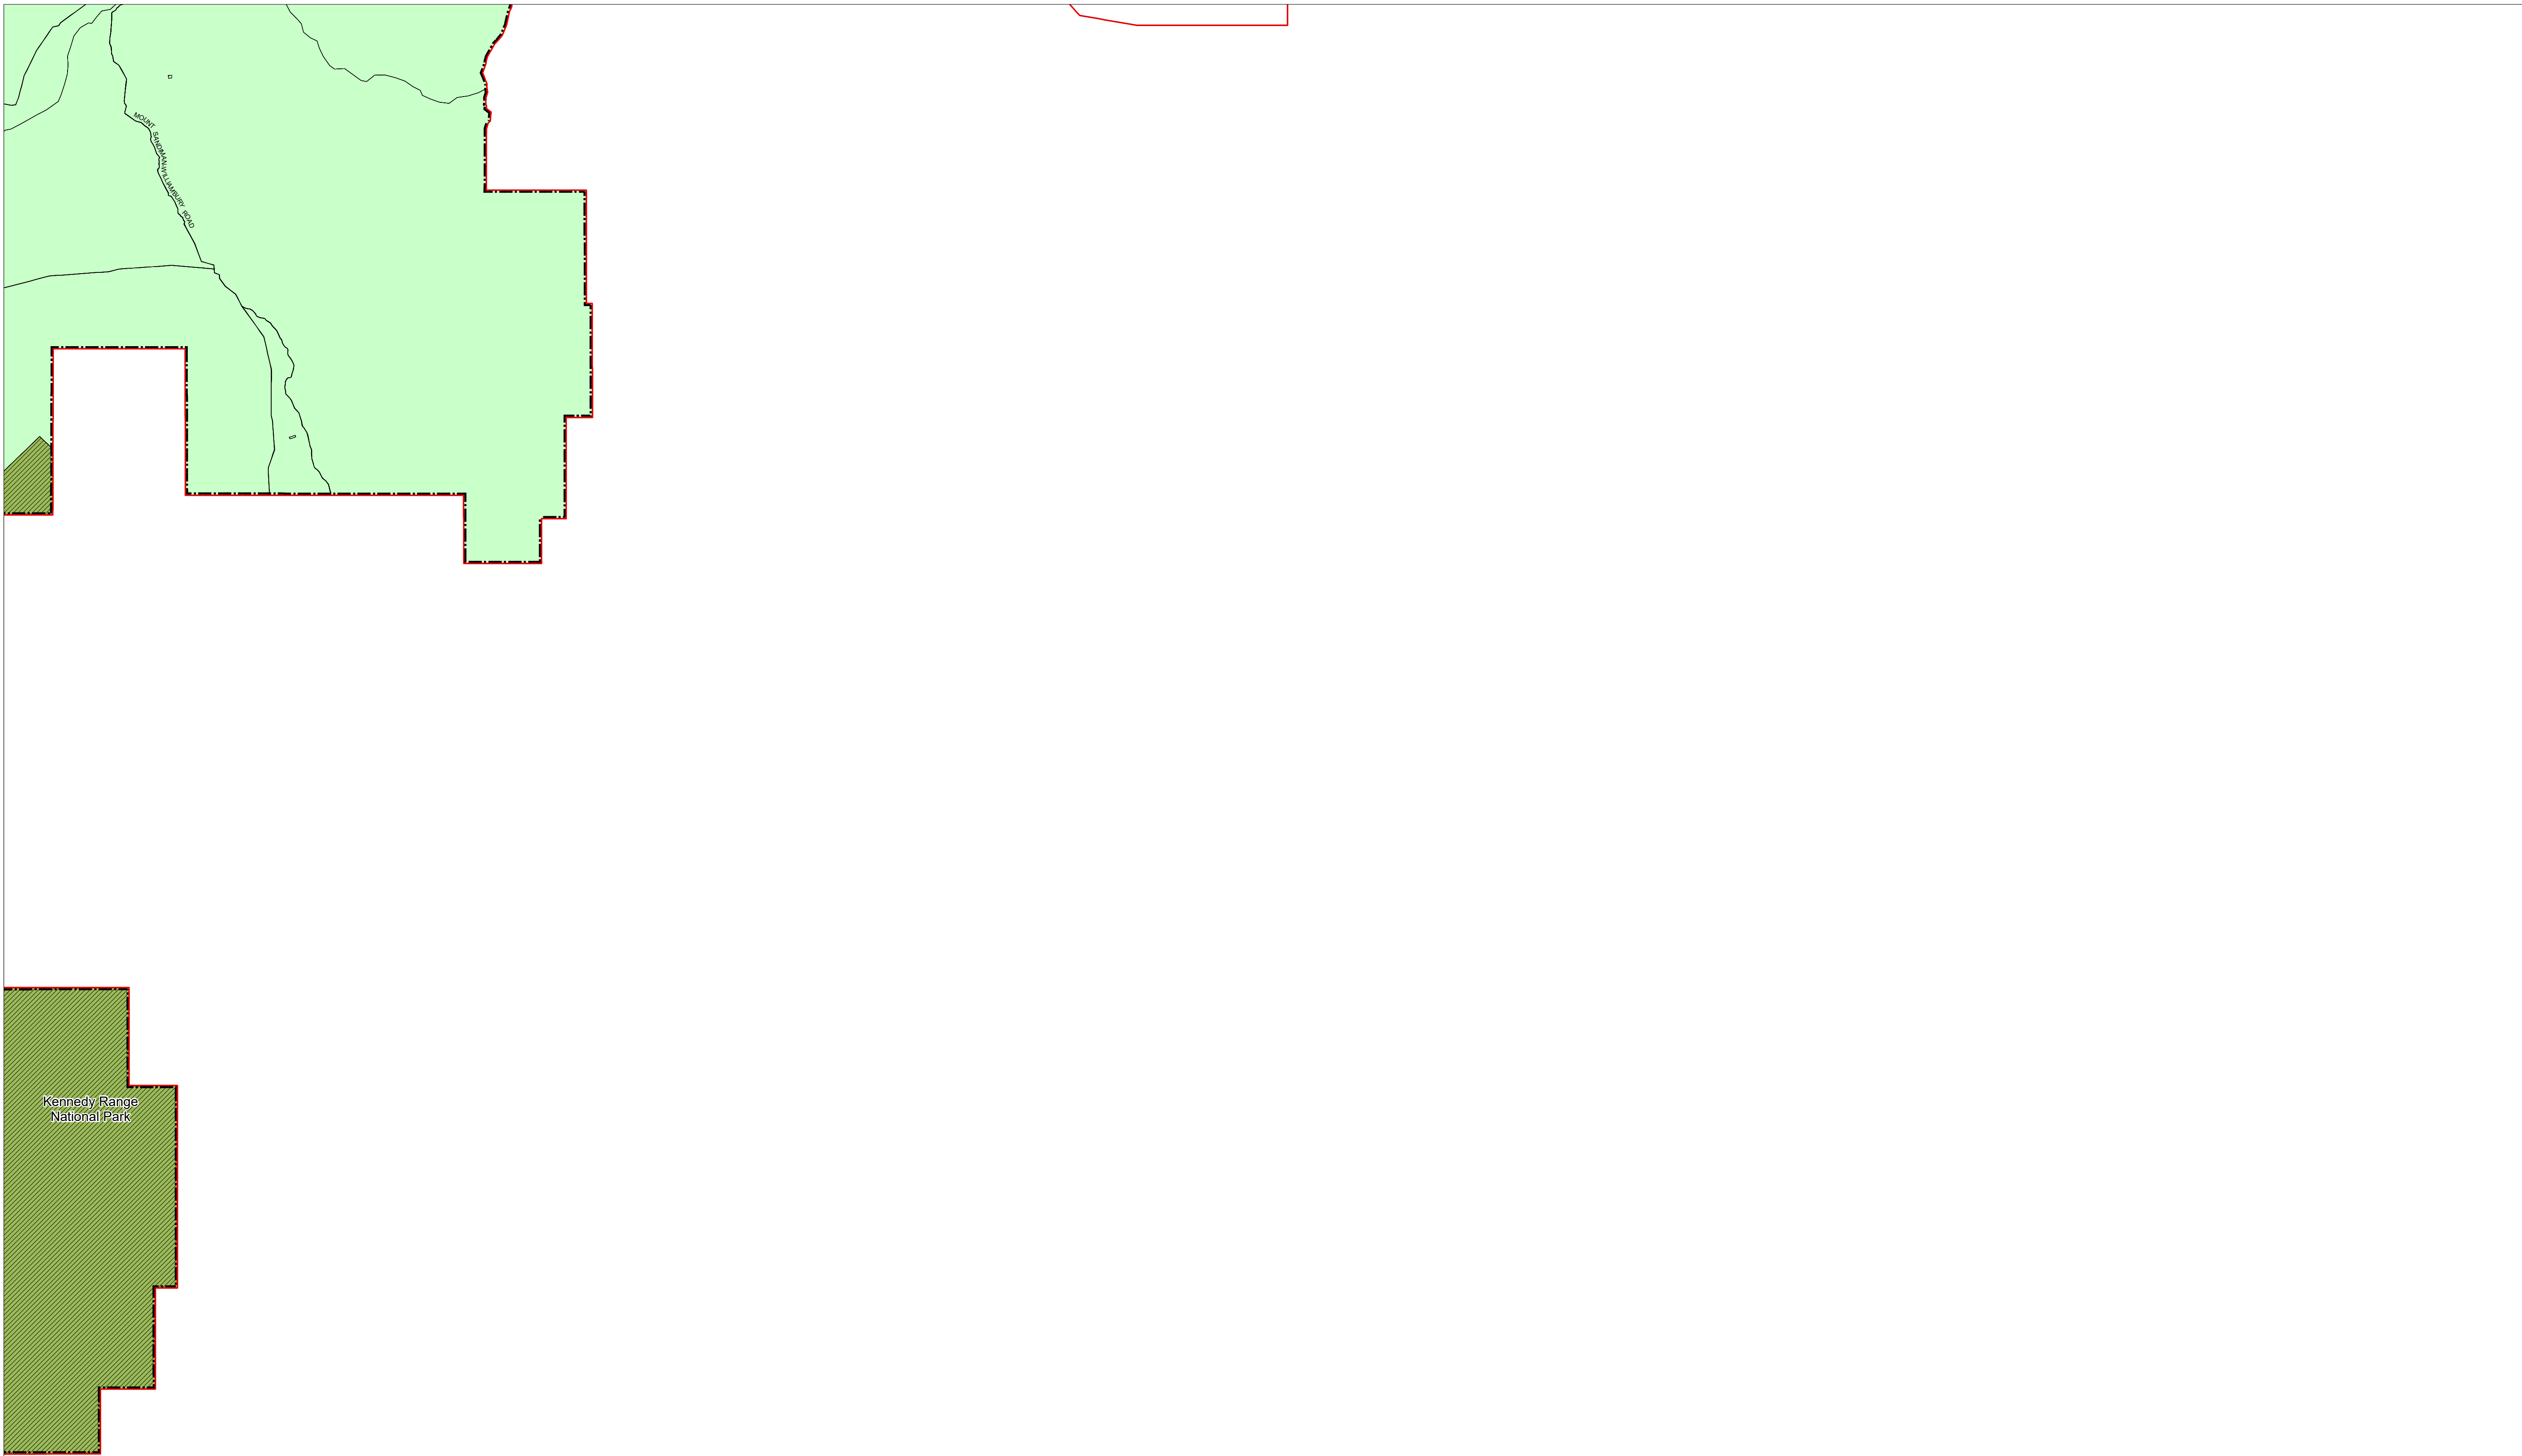 MOUNT SANDIMAN-WILLIAMBURY ROAD
Kennedy Range
National Park